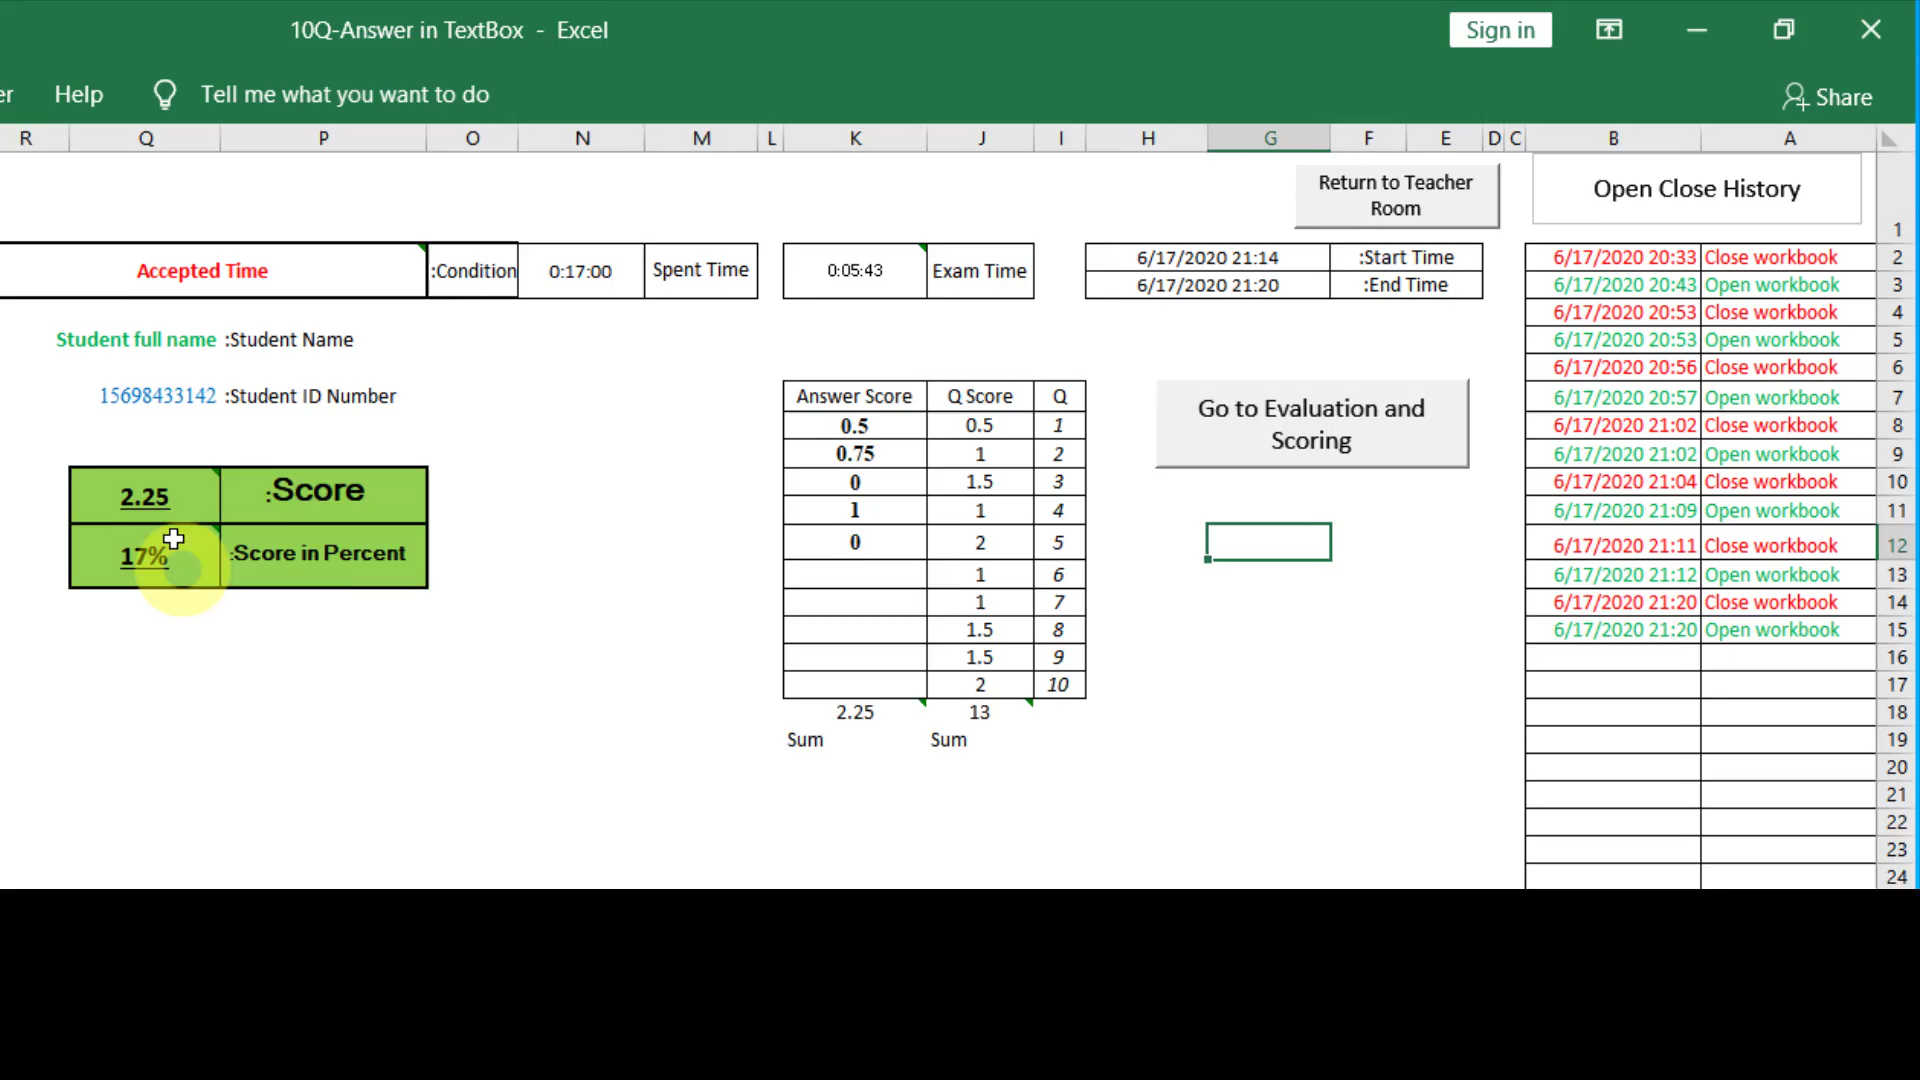 10Q-Answer in TextBox - Excel
Sign in
er Help Tell me what you want to do
Share
R Q P O N M L K J I H G F E D C B A
Return to Teacher
Room
Open Close History
1
Accepted Time :Condition 0:17:00 Spent Time 0:05:43 Exam Time
6/17/2020 21:14 :Start Time
6/17/2020 21:20 :End Time
6/17/2020 20:33 Close workbook 2
6/17/2020 20:43 Open workbook 3
6/17/2020 20:53 Close workbook 4
6/17/2020 20:53 Open workbook 5
6/17/2020 20:56 Close workbook 6
6/17/2020 20:57 Open workbook 7
6/17/2020 21:02 Close workbook 8
6/17/2020 21:02 Open workbook 9
6/17/2020 21:04 Close workbook 10
6/17/2020 21:09 Open workbook 11
6/17/2020 21:11 Close workbook 12
6/17/2020 21:12 Open workbook 13
6/17/2020 21:20 Close workbook 14
6/17/2020 21:20 Open workbook 15
16
17
18
19
20
21
22
23
24
Student full name :Student Name
15698433142 :Student ID Number
2.25 :Score
17% :Score in Percent
Answer Score Q Score Q
0.5 0.5 1
0.75 1 2
0 1.5 3
1 1 4
0 2 5
1 6
1 7
1.5 8
1.5 9
2 10
2.25 13
Sum Sum
Go to Evaluation and
Scoring